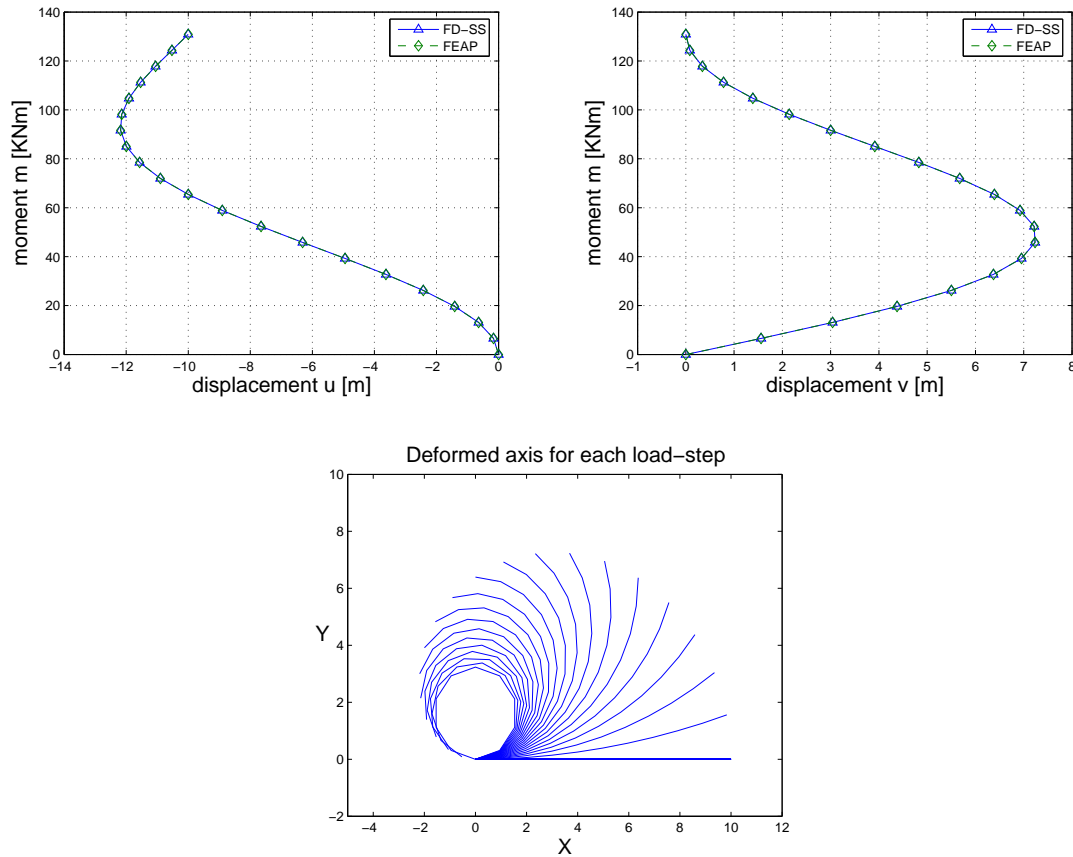 140
120
100
80
60
40
20
0
moment m [KNm]
−14 −12 −10 −8 −6 −4 −2 0
displacement u [m]
FD−SS
FEAP
140
120
100
80
60
40
20
0
moment m [KNm]
−1 0 1 2 3 4 5 6 7 8
displacement v [m]
FD−SS
FEAP
Deformed axis for each load−step
10
8
6
4
2
0
−2
Y
−4 −2 0 2 4 6 8 10 12
X